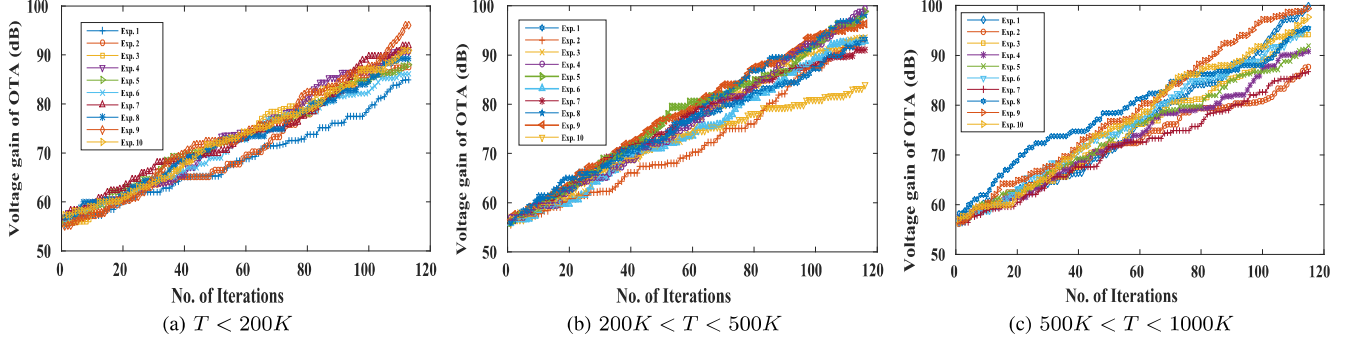 Voltage gain of OTA (dB)
100
90
80
70
60
50
0 20 40 60 80 100 120
Exp. 1
Exp. 2
Exp. 3
Exp. 4
Exp. 5
Exp. 6
Exp. 7
Exp. 8
Exp. 9
Exp. 10
No. of Iterations
(a) T < 200K
Voltage gain of OTA (dB)
100
90
80
70
60
50
0 20 40 60 80 100 120
Exp. 1
Exp. 2
Exp. 3
Exp. 4
Exp. 5
Exp. 6
Exp. 7
Exp. 8
Exp. 9
Exp. 10
No. of Iterations
(b) 200K < T < 500K
Voltage gain of OTA (dB)
100
90
80
70
60
50
0 20 40 60 80 100 120
Exp. 1
Exp. 2
Exp. 3
Exp. 4
Exp. 5
Exp. 6
Exp. 7
Exp. 8
Exp. 9
Exp. 10
No. of Iterations
(c) 500K < T < 1000K